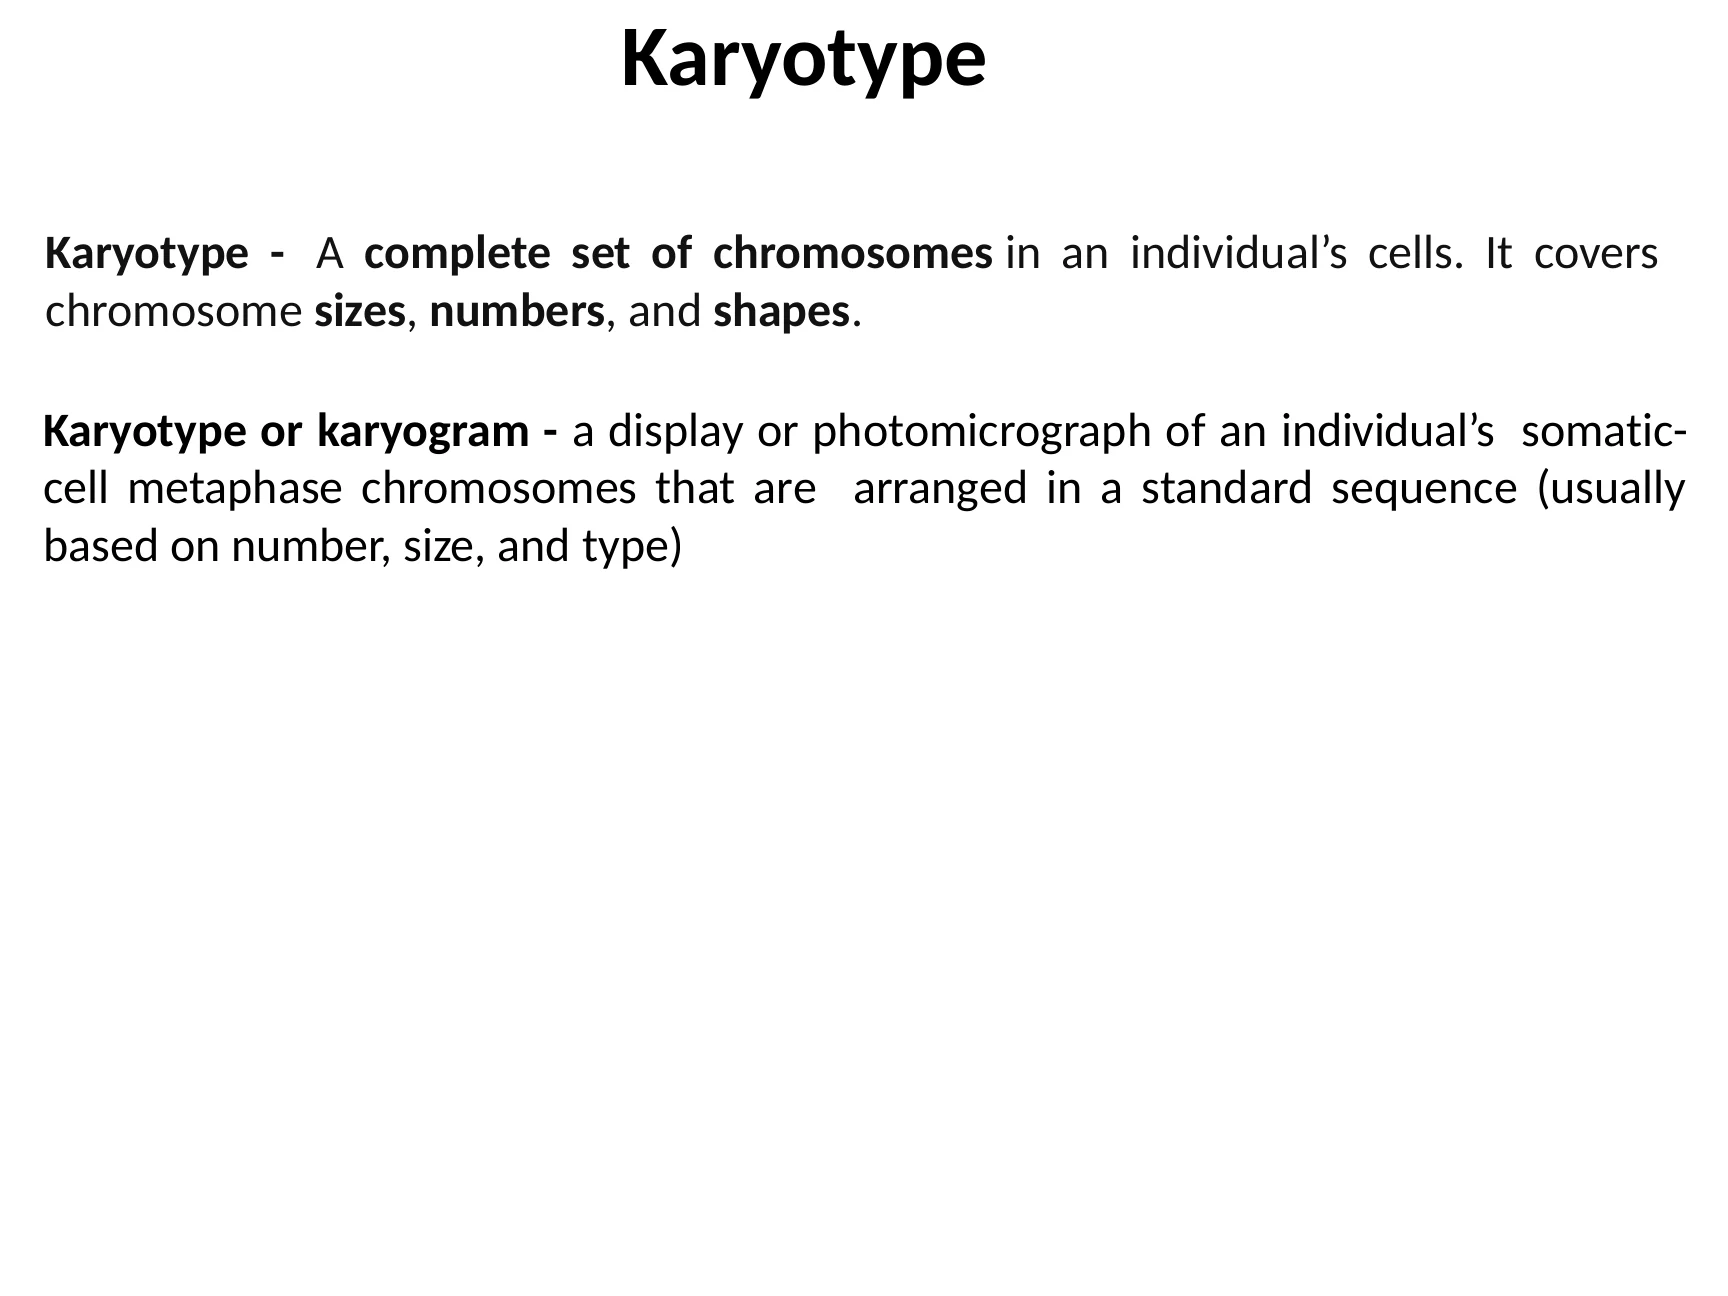 Karyotype
Karyotype - A complete set of chromosomes in an individual’s cells. It covers
chromosome sizes, numbers, and shapes.
Karyotype or karyogram - a display or photomicrograph of an individual’s somatic-
cell metaphase chromosomes that are arranged in a standard sequence (usually
based on number, size, and type)